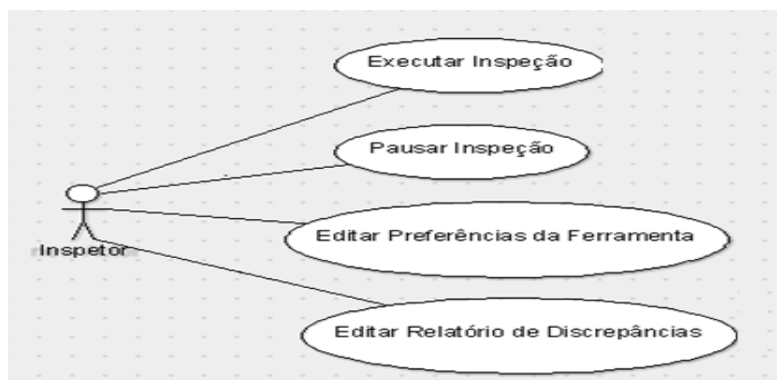 Executar Inspeção
Pausar Inspeção
Editar Preferências da Ferramenta
Inspetor
Editar Relatório de Discrepâncias